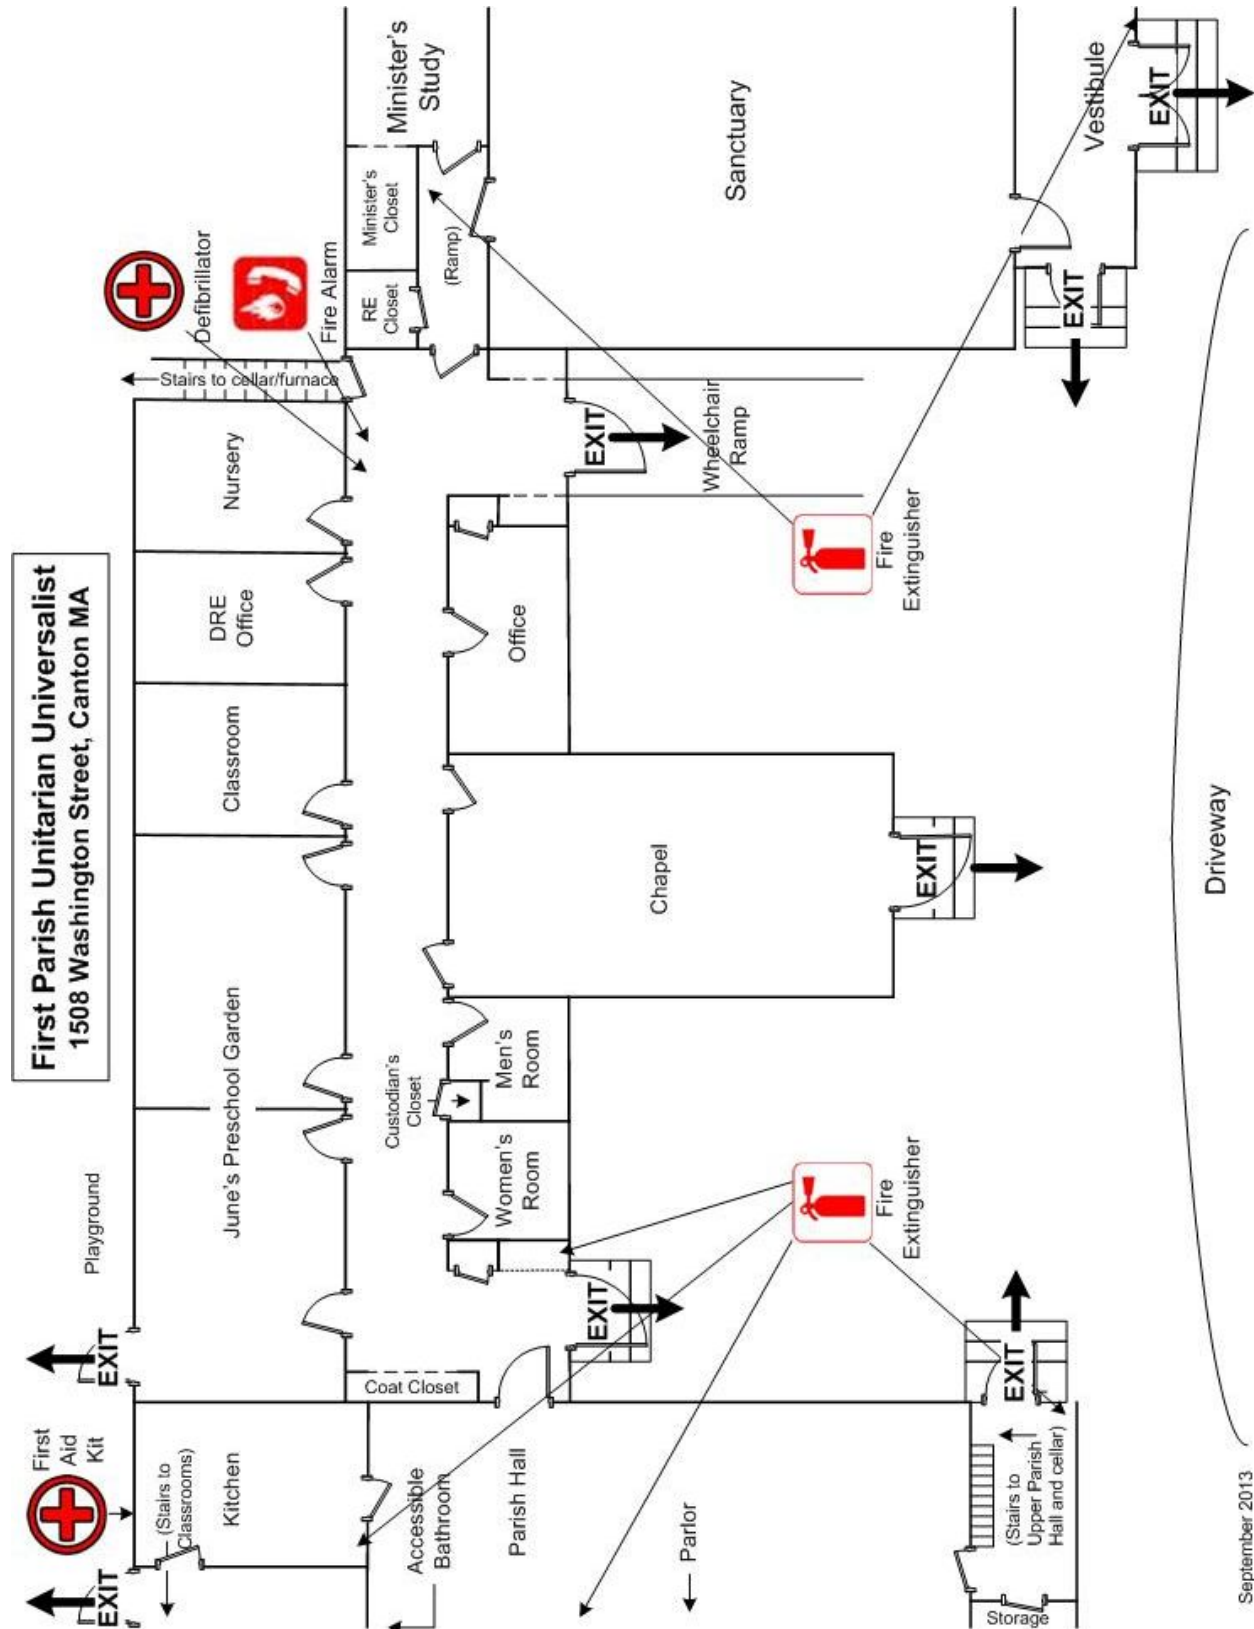 First Parish Unitarian Universalist
1508 Washington Street, Canton MA
First
Aid
Kit
EXIT
EXIT
Playground
Defibrillator
Fire Alarm
Stairs to cellar/furnace
(Stairs to
Classrooms)
Kitchen
June's Preschool Garden
Classroom
DRE
Office
Nursery
Coat Closet
Custodian's
Closet
RE
Closet
Minister's
Closet
Minister's
Study
(Ramp)
Accessible
Bathroom
Parish Hall
Women's
Room
Men's
Room
Office
EXIT
EXIT
Chapel
Wheelchair
Ramp
Sanctuary
Parlor
Fire
Extinguisher
Fire
Extinguisher
EXIT
Storage
(Stairs to
Upper Parish
Hall and cellar)
EXIT
EXIT
Vestibule
EXIT
Driveway
September 2013